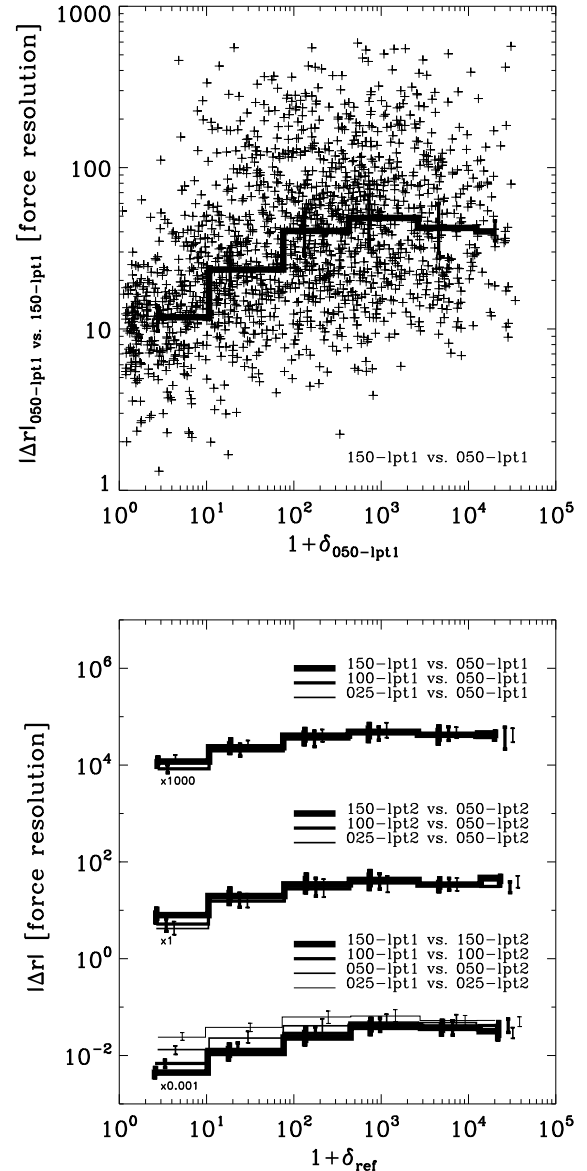 1000
100
10
1
|Δr|050-lpt1 vs. 150-lpt1 [force resolution]
150-lpt1 vs. 050-lpt1
10^0 10^1 10^2 10^3 10^4 10^5
1+δ050-lpt1
10^6
10^4
10^2
10^0
10^-2
|Δr| [force resolution]
150-lpt1 vs. 050-lpt1
100-lpt1 vs. 050-lpt1
025-lpt1 vs. 050-lpt1
x1000
150-lpt2 vs. 050-lpt2
100-lpt2 vs. 050-lpt2
025-lpt2 vs. 050-lpt2
x1
150-lpt1 vs. 150-lpt2
100-lpt1 vs. 100-lpt2
050-lpt1 vs. 050-lpt2
025-lpt1 vs. 025-lpt2
x0.001
10^0 10^1 10^2 10^3 10^4 10^5
1+δref